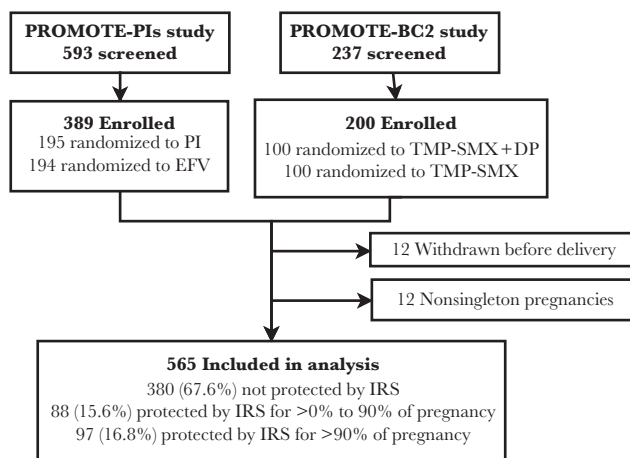 PROMOTE-PIs study
593 screened
PROMOTE-BC2 study
237 screened
389 Enrolled
195 randomized to PI
194 randomized to EFV
200 Enrolled
100 randomized to TMP-SMX+DP
100 randomized to TMP-SMX
12 Withdrawn before delivery
12 Nonsingleton pregnancies
565 Included in analysis
380 (67.6%) not protected by IRS
88 (15.6%) protected by IRS for >0% to 90% of pregnancy
97 (16.8%) protected by IRS for >90% of pregnancy